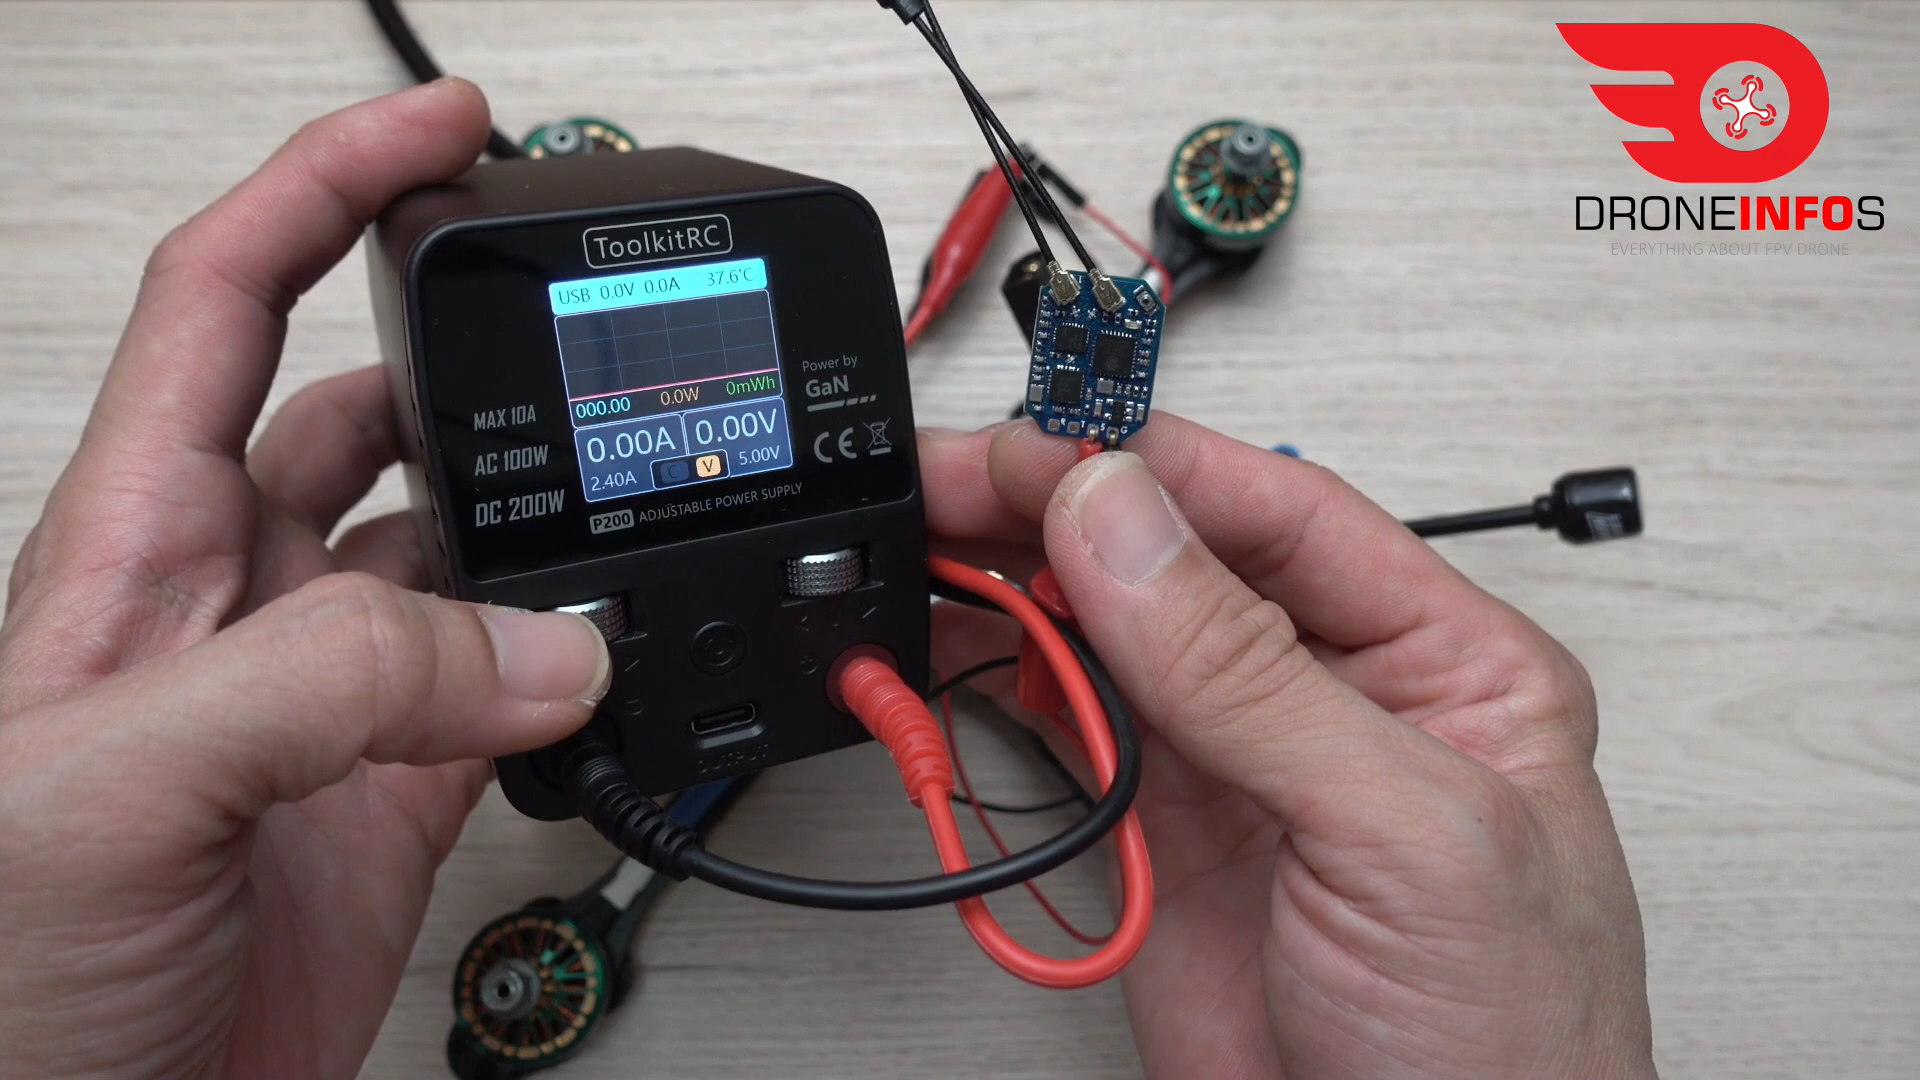 DRONEINFOS
EVERYTHING ABOUT FPV DRONE
ToolkitRC
USB 0.0V 0.0A 37.6°C
000.00 0.0W 0mWh
0.00A 0.00V
2.40A C V 5.00V
MAX 10A
AC 100W
DC 200W
Power by
GaN
CE
P200 ADJUSTABLE POWER SUPPLY
OUTPUT
R T 5 G